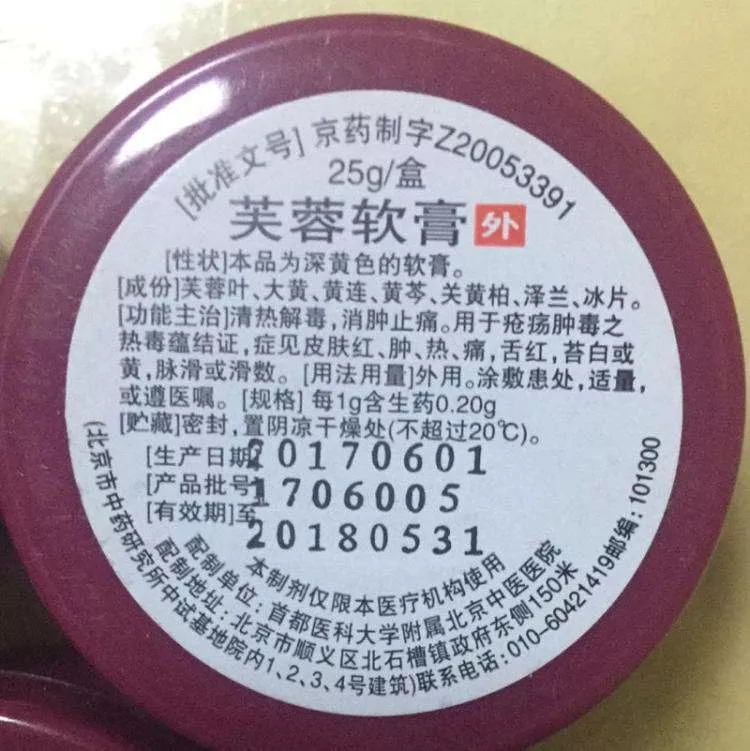 [批准文号] 京药制字Z20053391
25g/盒
芙蓉软膏 外
[性状]本品为深黄色的软膏。
[成份]芙蓉叶、大黄、黄连、黄芩、关黄柏、泽兰、冰片。
[功能主治]清热解毒,消肿止痛。用于疮疡肿毒之
热毒蕴结证,症见皮肤红、肿、热、痛,舌红,苔白或
黄,脉滑或滑数。[用法用量]外用。涂敷患处,适量,
或遵医嘱。[规格] 每1g含生药0.20g
[贮藏]密封,置阴凉干燥处(不超过20℃)。
[生产日期] 20170601
[产品批号] 1706005
[有效期]至 20180531
本制剂仅限本医疗机构使用
配制单位: 首都医科大学附属北京中医医院
配制地址: 北京市顺义区北石槽镇政府东侧150米
(北京市中药研究所中试基地院内1、2、3、4号建筑)联系电话:010-60421419邮编:101300